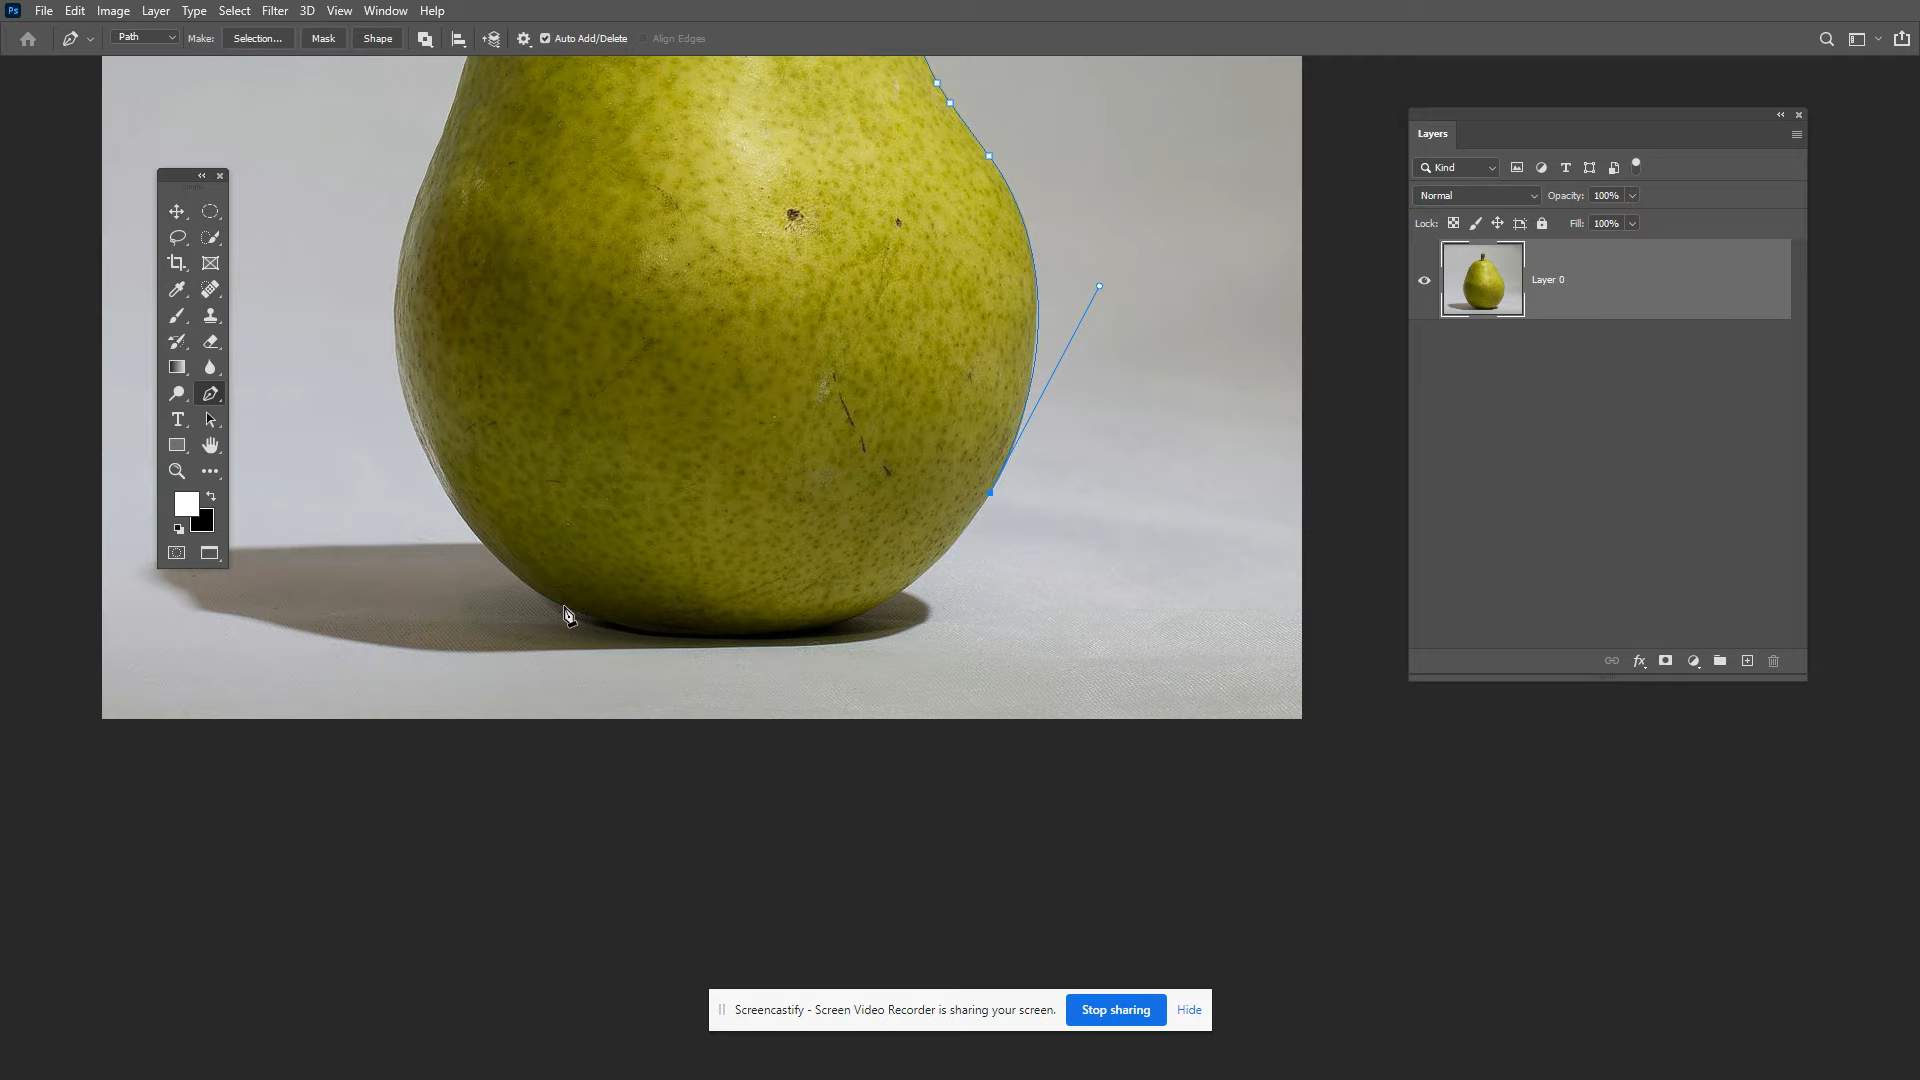 Ps File Edit Image Layer Type Select Filter 3D View Window Help
Path Make: Selection... Mask Shape Auto Add/Delete Align Edges
Layers
Kind
Normal Opacity: 100%
Lock: Fill: 100%
Layer 0
Screencastify - Screen Video Recorder is sharing your screen. Stop sharing Hide